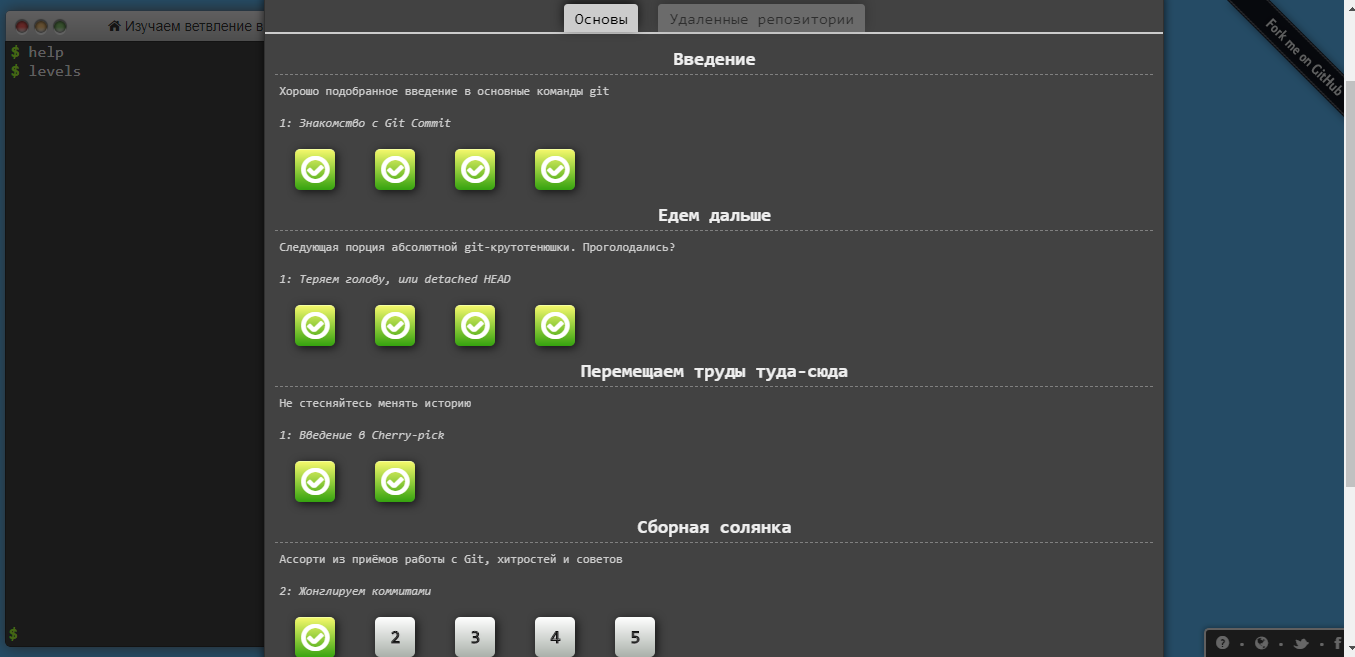 Изучаем ветвление в
$ help
$ levels
$
Основы
Удаленные репозитории
Fork me on GitHub
Введение
Хорошо подобранное введение в основные команды git
1: Знакомство с Git Commit
Едем дальше
Следующая порция абсолютной git-крутотенюшки. Проголодались?
1: Теряем голову, или detached HEAD
Перемещаем труды туда-сюда
Не стесняйтесь менять историю
1: Введение в Cherry-pick
Сборная солянка
Ассорти из приёмов работы с Git, хитростей и советов
2: Жонглируем коммитами
2 3 4 5